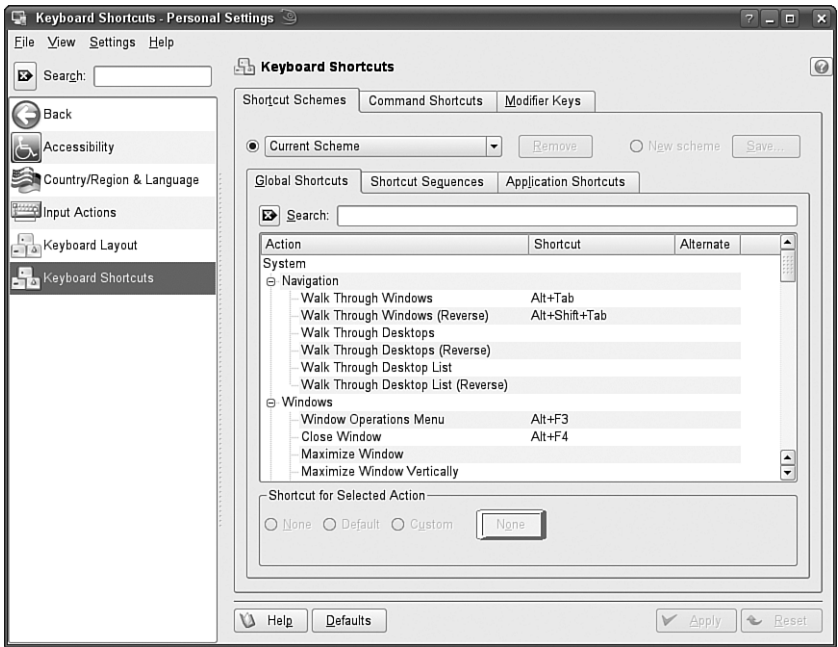 Keyboard Shortcuts - Personal Settings
File View Settings Help
Search:
Back
Accessibility
Country/Region & Language
Input Actions
Keyboard Layout
Keyboard Shortcuts
Keyboard Shortcuts
Shortcut Schemes Command Shortcuts Modifier Keys
Current Scheme Remove New scheme Save...
Global Shortcuts Shortcut Sequences Application Shortcuts
Search:
Action Shortcut Alternate
System
Navigation
Walk Through Windows Alt+Tab
Walk Through Windows (Reverse) Alt+Shift+Tab
Walk Through Desktops
Walk Through Desktops (Reverse)
Walk Through Desktop List
Walk Through Desktop List (Reverse)
Windows
Window Operations Menu Alt+F3
Close Window Alt+F4
Maximize Window
Maximize Window Vertically
Shortcut for Selected Action
None Default Custom None
Help Defaults Apply Reset